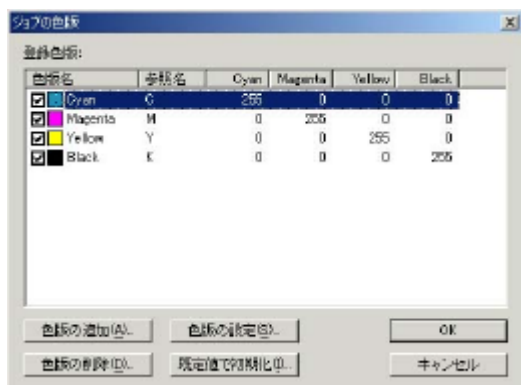 ジョブの色版
登録色版:
色版名 参照名 Cyan Magenta Yellow Black
Cyan C 255 0 0 0
Magenta M 0 255 0 0
Yellow Y 0 0 255 0
Black K 0 0 0 255
色版の追加(A)... 色版の設定(S)... OK
色版の削除(D)... 既定値で初期化(I)... キャンセル